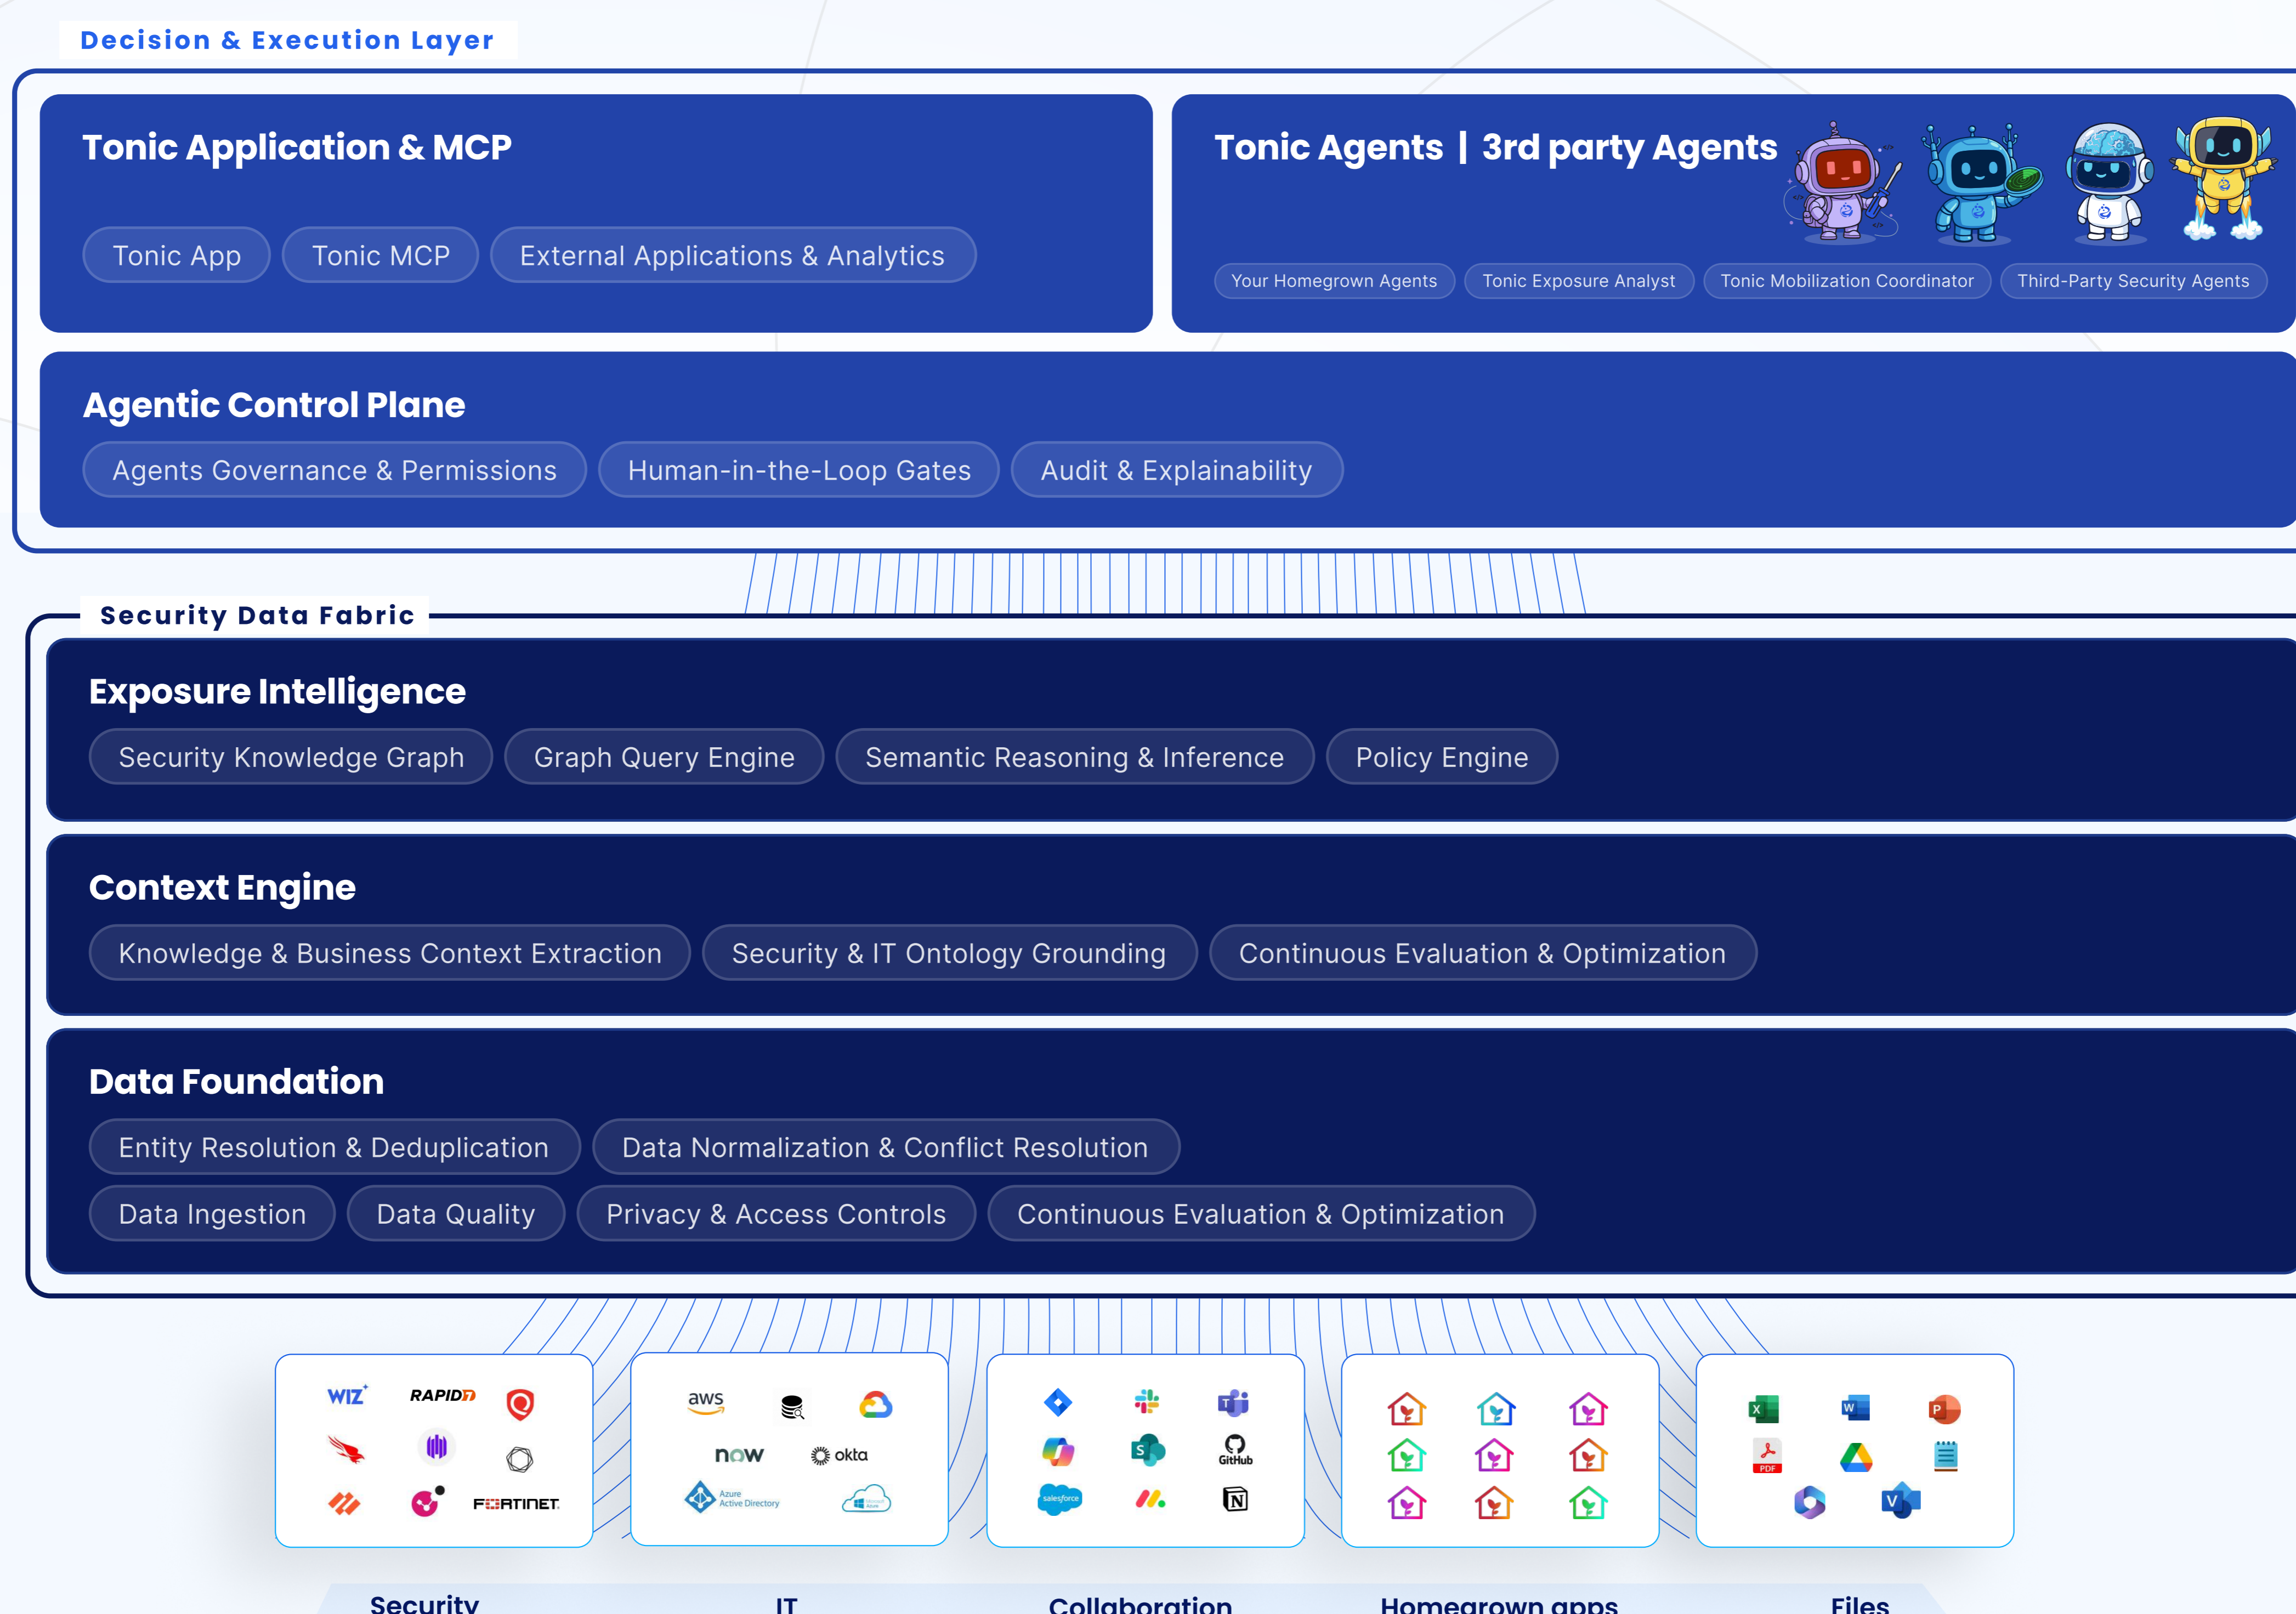 Decision & Execution Layer
Tonic Application & MCP
Tonic App
Tonic MCP
External Applications & Analytics
Tonic Agents | 3rd party Agents
Your Homegrown Agents
Tonic Exposure Analyst
Tonic Mobilization Coordinator
Third-Party Security Agents
Agentic Control Plane
Agents Governance & Permissions
Human-in-the-Loop Gates
Audit & Explainability
Security Data Fabric
Exposure Intelligence
Security Knowledge Graph
Graph Query Engine
Semantic Reasoning & Inference
Policy Engine
Context Engine
Knowledge & Business Context Extraction
Security & IT Ontology Grounding
Continuous Evaluation & Optimization
Data Foundation
Entity Resolution & Deduplication
Data Normalization & Conflict Resolution
Data Ingestion
Data Quality
Privacy & Access Controls
Continuous Evaluation & Optimization
WIZ
RAPID7
FORTINET
aws
now
okta
Azure
Active Directory
Microsoft
Azure
T
S
GitHub
salesforce
N
X
W
P
PDF
V
Security
IT
Collaboration
Homegrown apps
Files